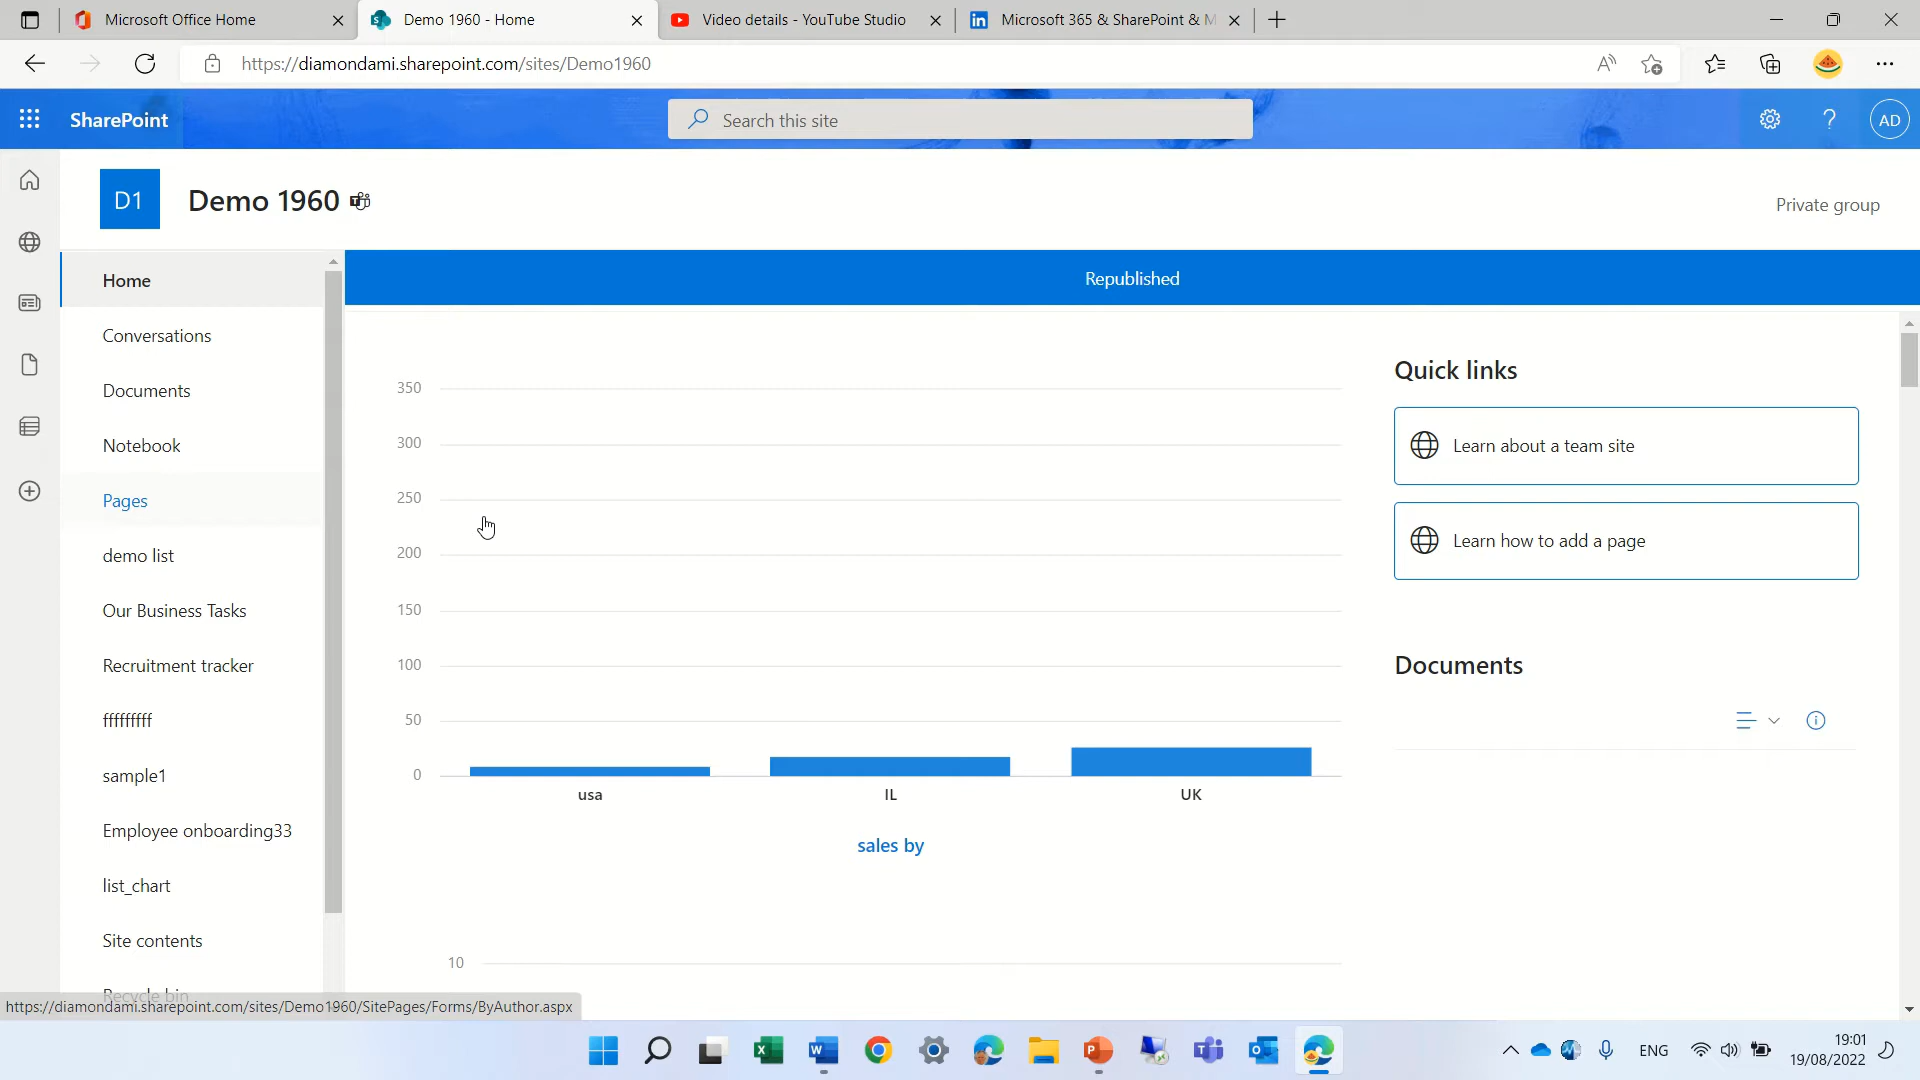 Microsoft Office Home
Demo 1960 - Home
Video details - YouTube Studio
Microsoft 365 & SharePoint & M
https://diamondami.sharepoint.com/sites/Demo1960
SharePoint
Search this site
AD
D1
Demo 1960
Private group
Home
Conversations
Documents
Notebook
Pages
demo list
Our Business Tasks
Recruitment tracker
fffffffff
sample1
Employee onboarding33
list_chart
Site contents
Recycle bin
Republished
350
300
250
200
150
100
50
0
usa
IL
UK
sales by
10
Quick links
Learn about a team site
Learn how to add a page
Documents
https://diamondami.sharepoint.com/sites/Demo1960/SitePages/Forms/ByAuthor.aspx
ENG
19:01
19/08/2022